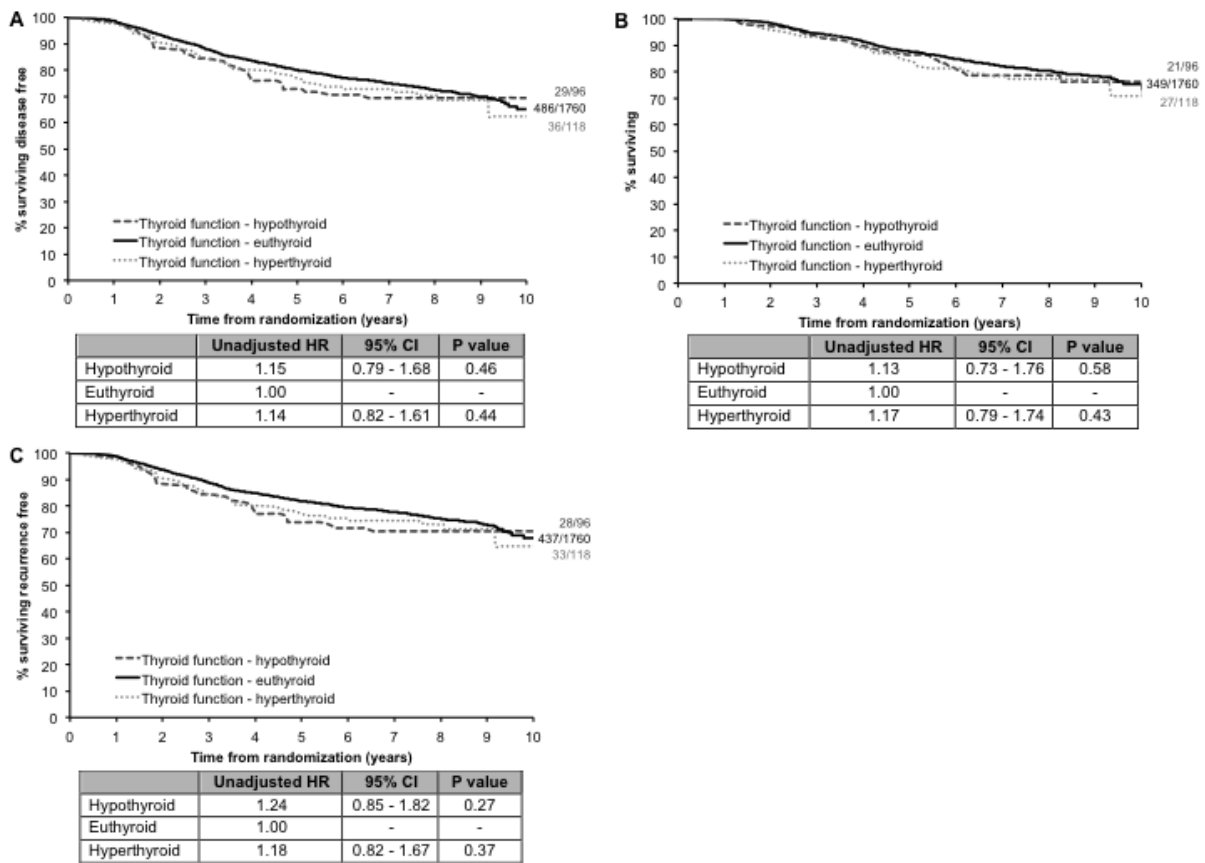 A
% surviving disease free
100
90
80
70
60
50
40
30
20
10
0
0 1 2 3 4 5 6 7 8 9 10
Time from randomization (years)
29/96
486/1760
36/118
Thyroid function - hypothyroid
Thyroid function - euthyroid
Thyroid function - hyperthyroid
Unadjusted HR 95% CI P value
Hypothyroid 1.15 0.79 - 1.68 0.46
Euthyroid 1.00 - -
Hyperthyroid 1.14 0.82 - 1.61 0.44
B
% surviving
100
90
80
70
60
50
40
30
20
10
0
0 1 2 3 4 5 6 7 8 9 10
Time from randomization (years)
21/96
349/1760
27/118
Thyroid function - hypothyroid
Thyroid function - euthyroid
Thyroid function - hyperthyroid
Unadjusted HR 95% CI P value
Hypothyroid 1.13 0.73 - 1.76 0.58
Euthyroid 1.00 - -
Hyperthyroid 1.17 0.79 - 1.74 0.43
C
% surviving recurrence free
100
90
80
70
60
50
40
30
20
10
0
0 1 2 3 4 5 6 7 8 9 10
Time from randomization (years)
28/96
437/1760
33/118
Thyroid function - hypothyroid
Thyroid function - euthyroid
Thyroid function - hyperthyroid
Unadjusted HR 95% CI P value
Hypothyroid 1.24 0.85 - 1.82 0.27
Euthyroid 1.00 - -
Hyperthyroid 1.18 0.82 - 1.67 0.37